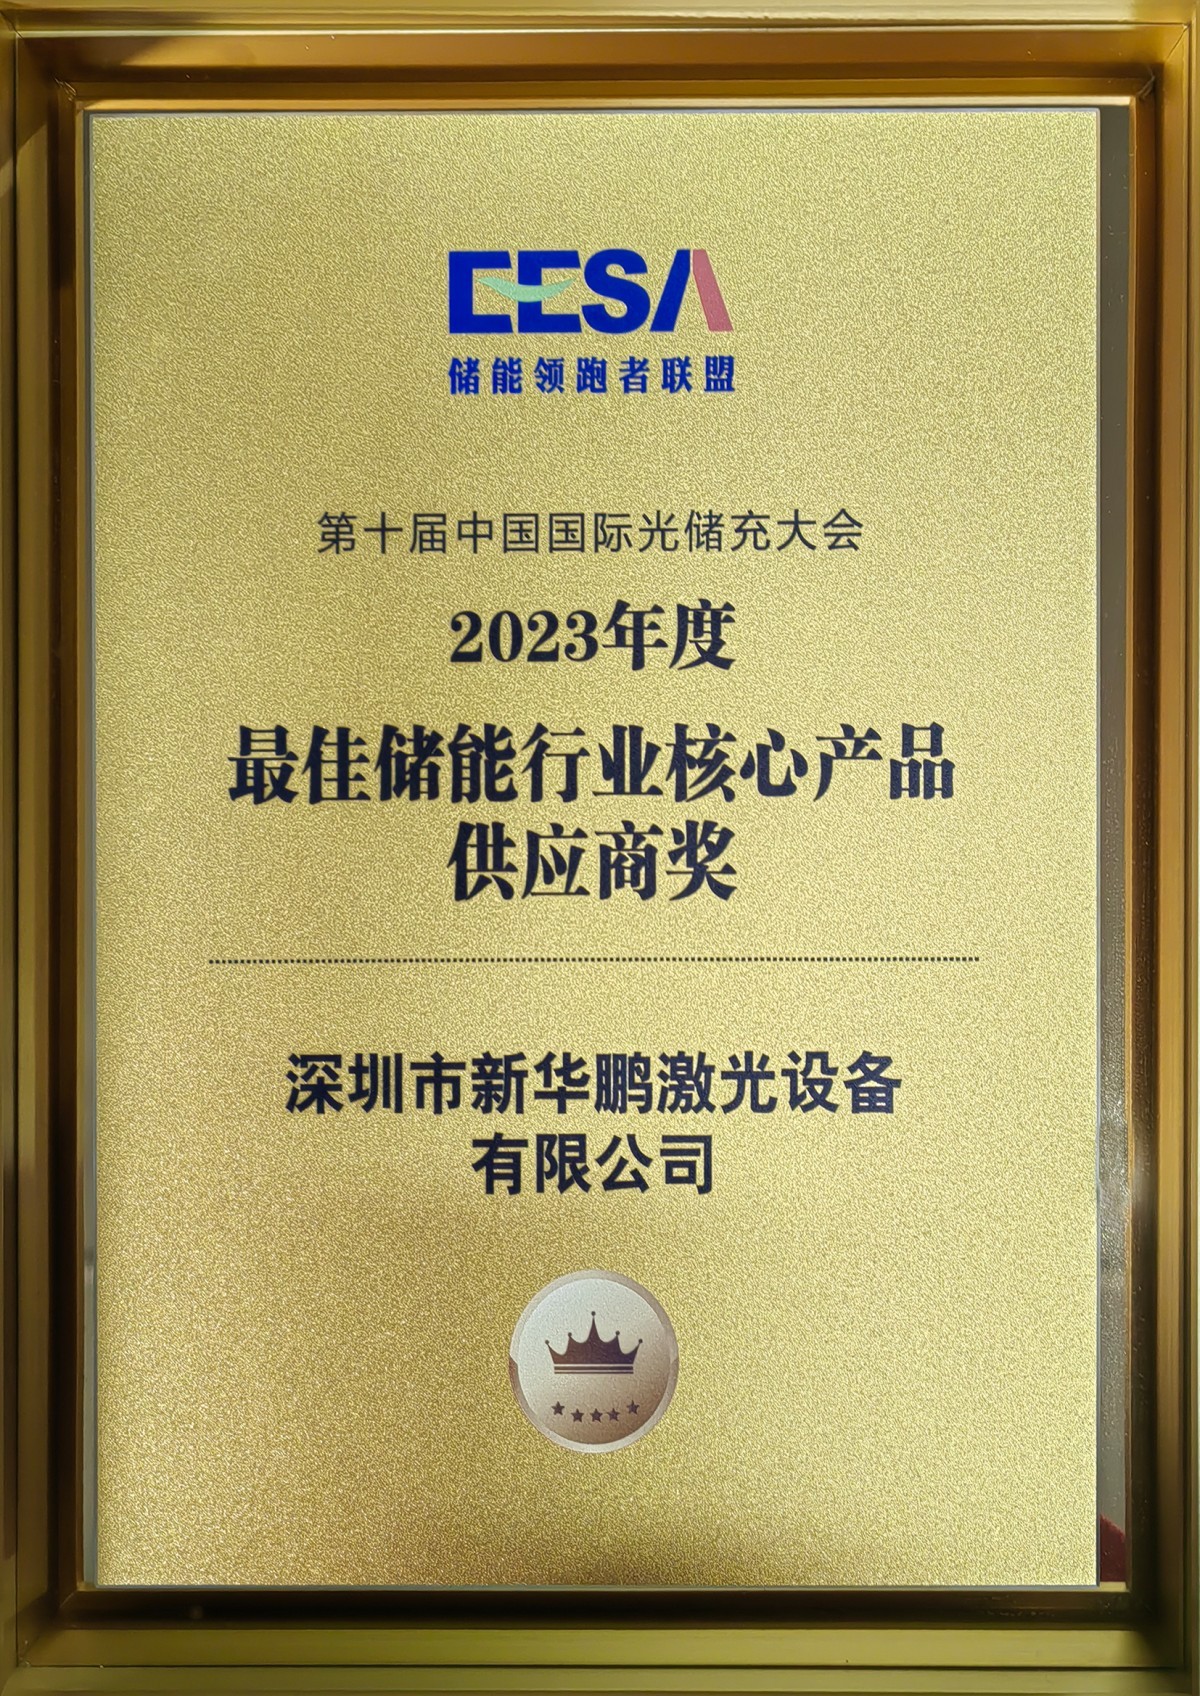 EESA
储能领跑者联盟
第十届中国国际光储充大会
2023年度
最佳储能行业核心产品
供应商奖
深圳市新华鹏激光设备
有限公司